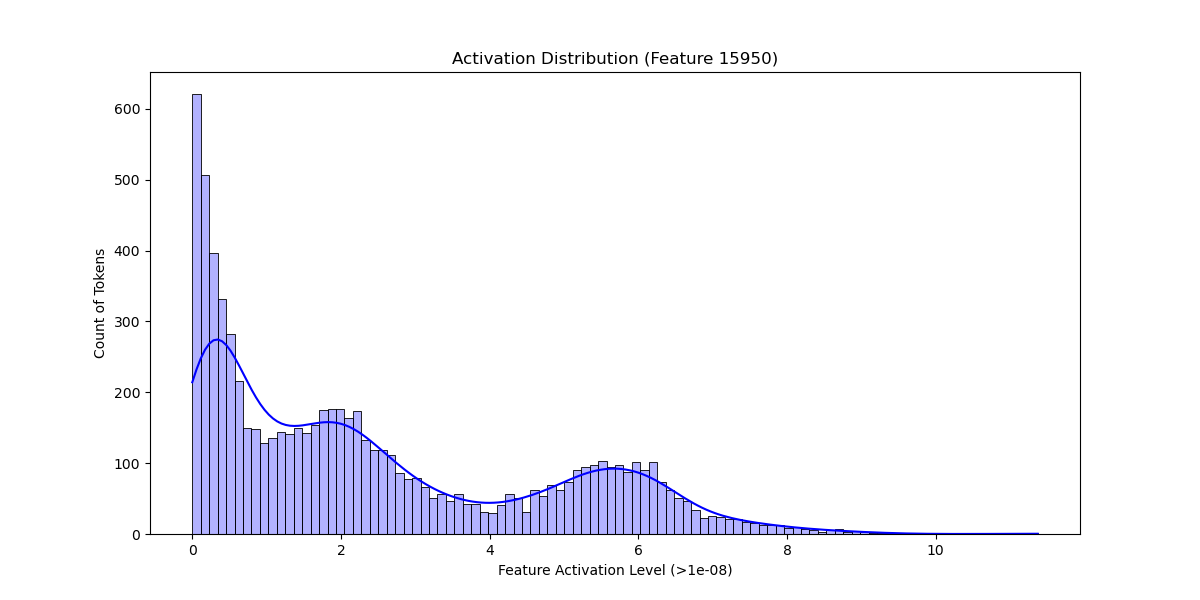 Activation Distribution (Feature 15950)
Count of Tokens
600
500
400
300
200
100
0
0 2 4 6 8 10
Feature Activation Level (>1e-08)